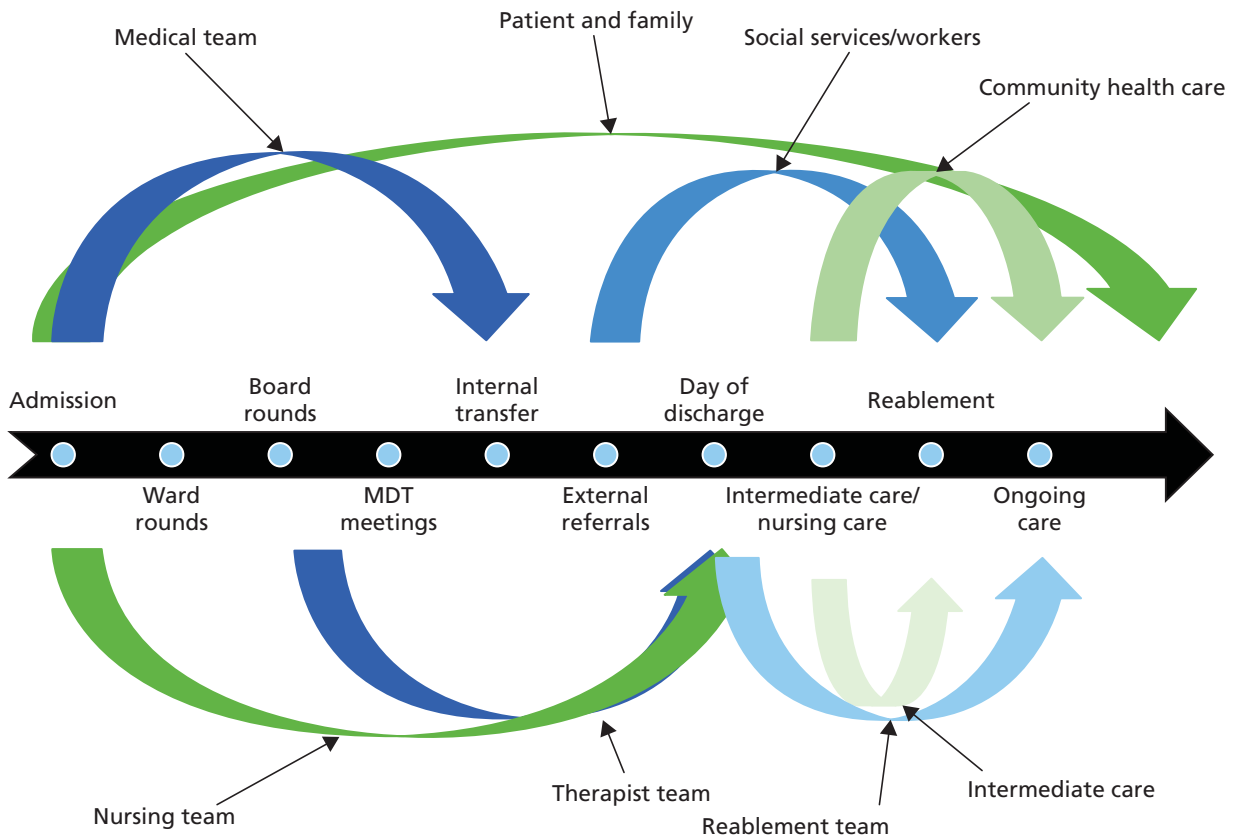 Patient and family
Medical team
Social services/workers
Community health care
Admission
Board
rounds
Internal
transfer
Day of
discharge
Reablement
Ward
rounds
MDT
meetings
External
referrals
Intermediate care/
nursing care
Ongoing
care
Nursing team
Therapist team
Intermediate care
Reablement team